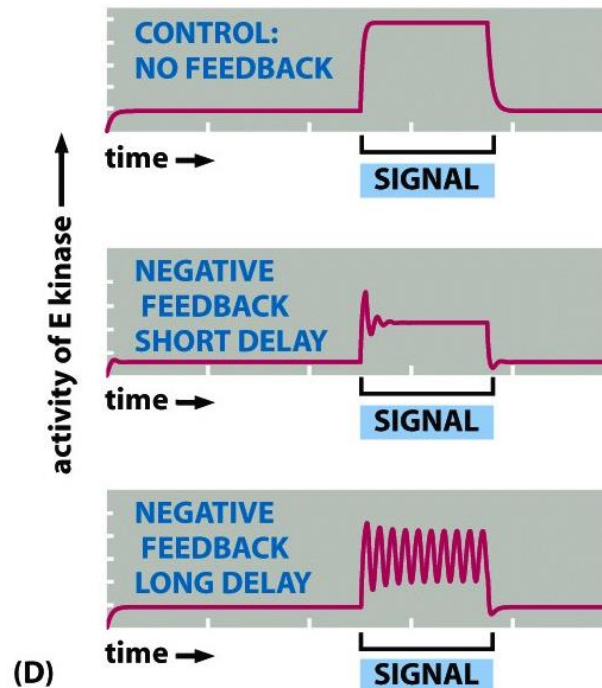 activity of E kinase
CONTROL:
NO FEEDBACK
time
SIGNAL
NEGATIVE
FEEDBACK
SHORT DELAY
time
SIGNAL
NEGATIVE
FEEDBACK
LONG DELAY
time
SIGNAL
(D)